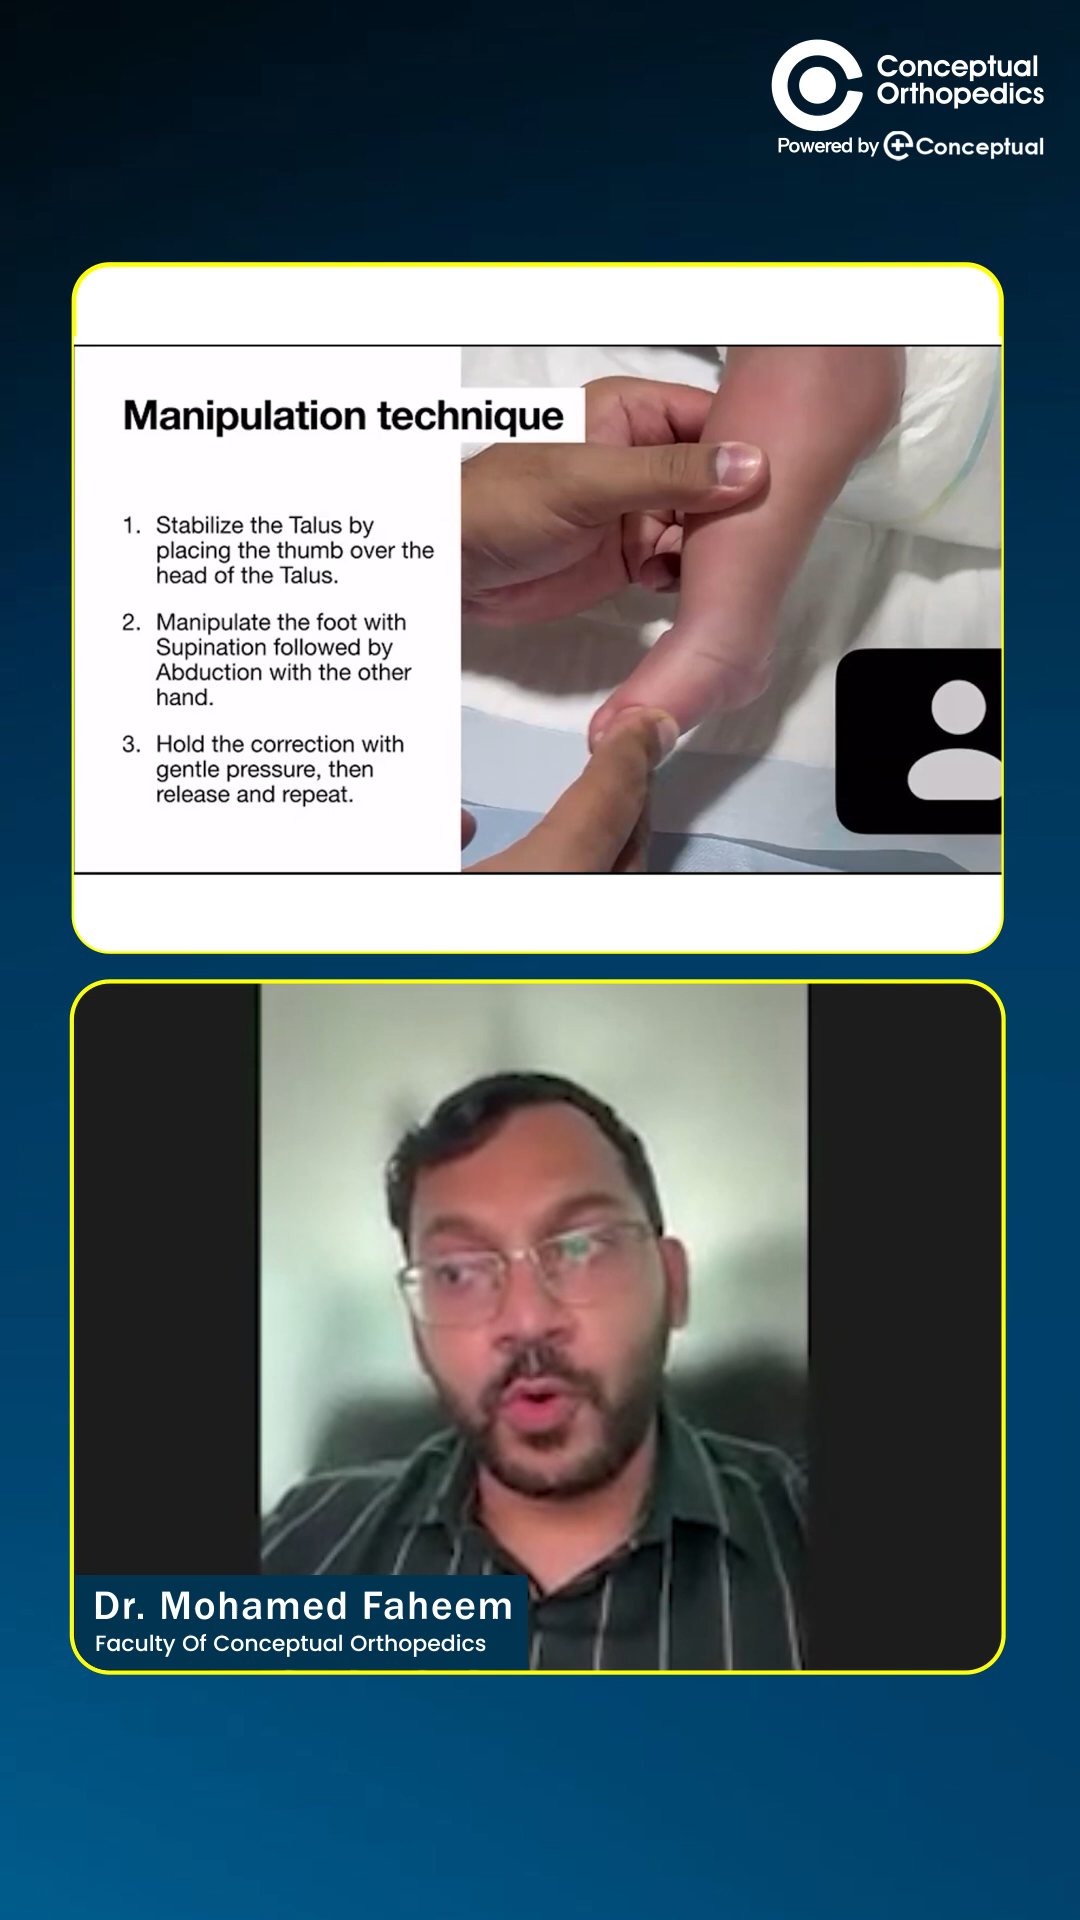 Conceptual
Orthopedics
Powered by Conceptual
Manipulation technique
1. Stabilize the Talus by
placing the thumb over the
head of the Talus.
2. Manipulate the foot with
Supination followed by
Abduction with the other
hand.
3. Hold the correction with
gentle pressure, then
release and repeat.
Dr. Mohamed Faheem
Faculty Of Conceptual Orthopedics